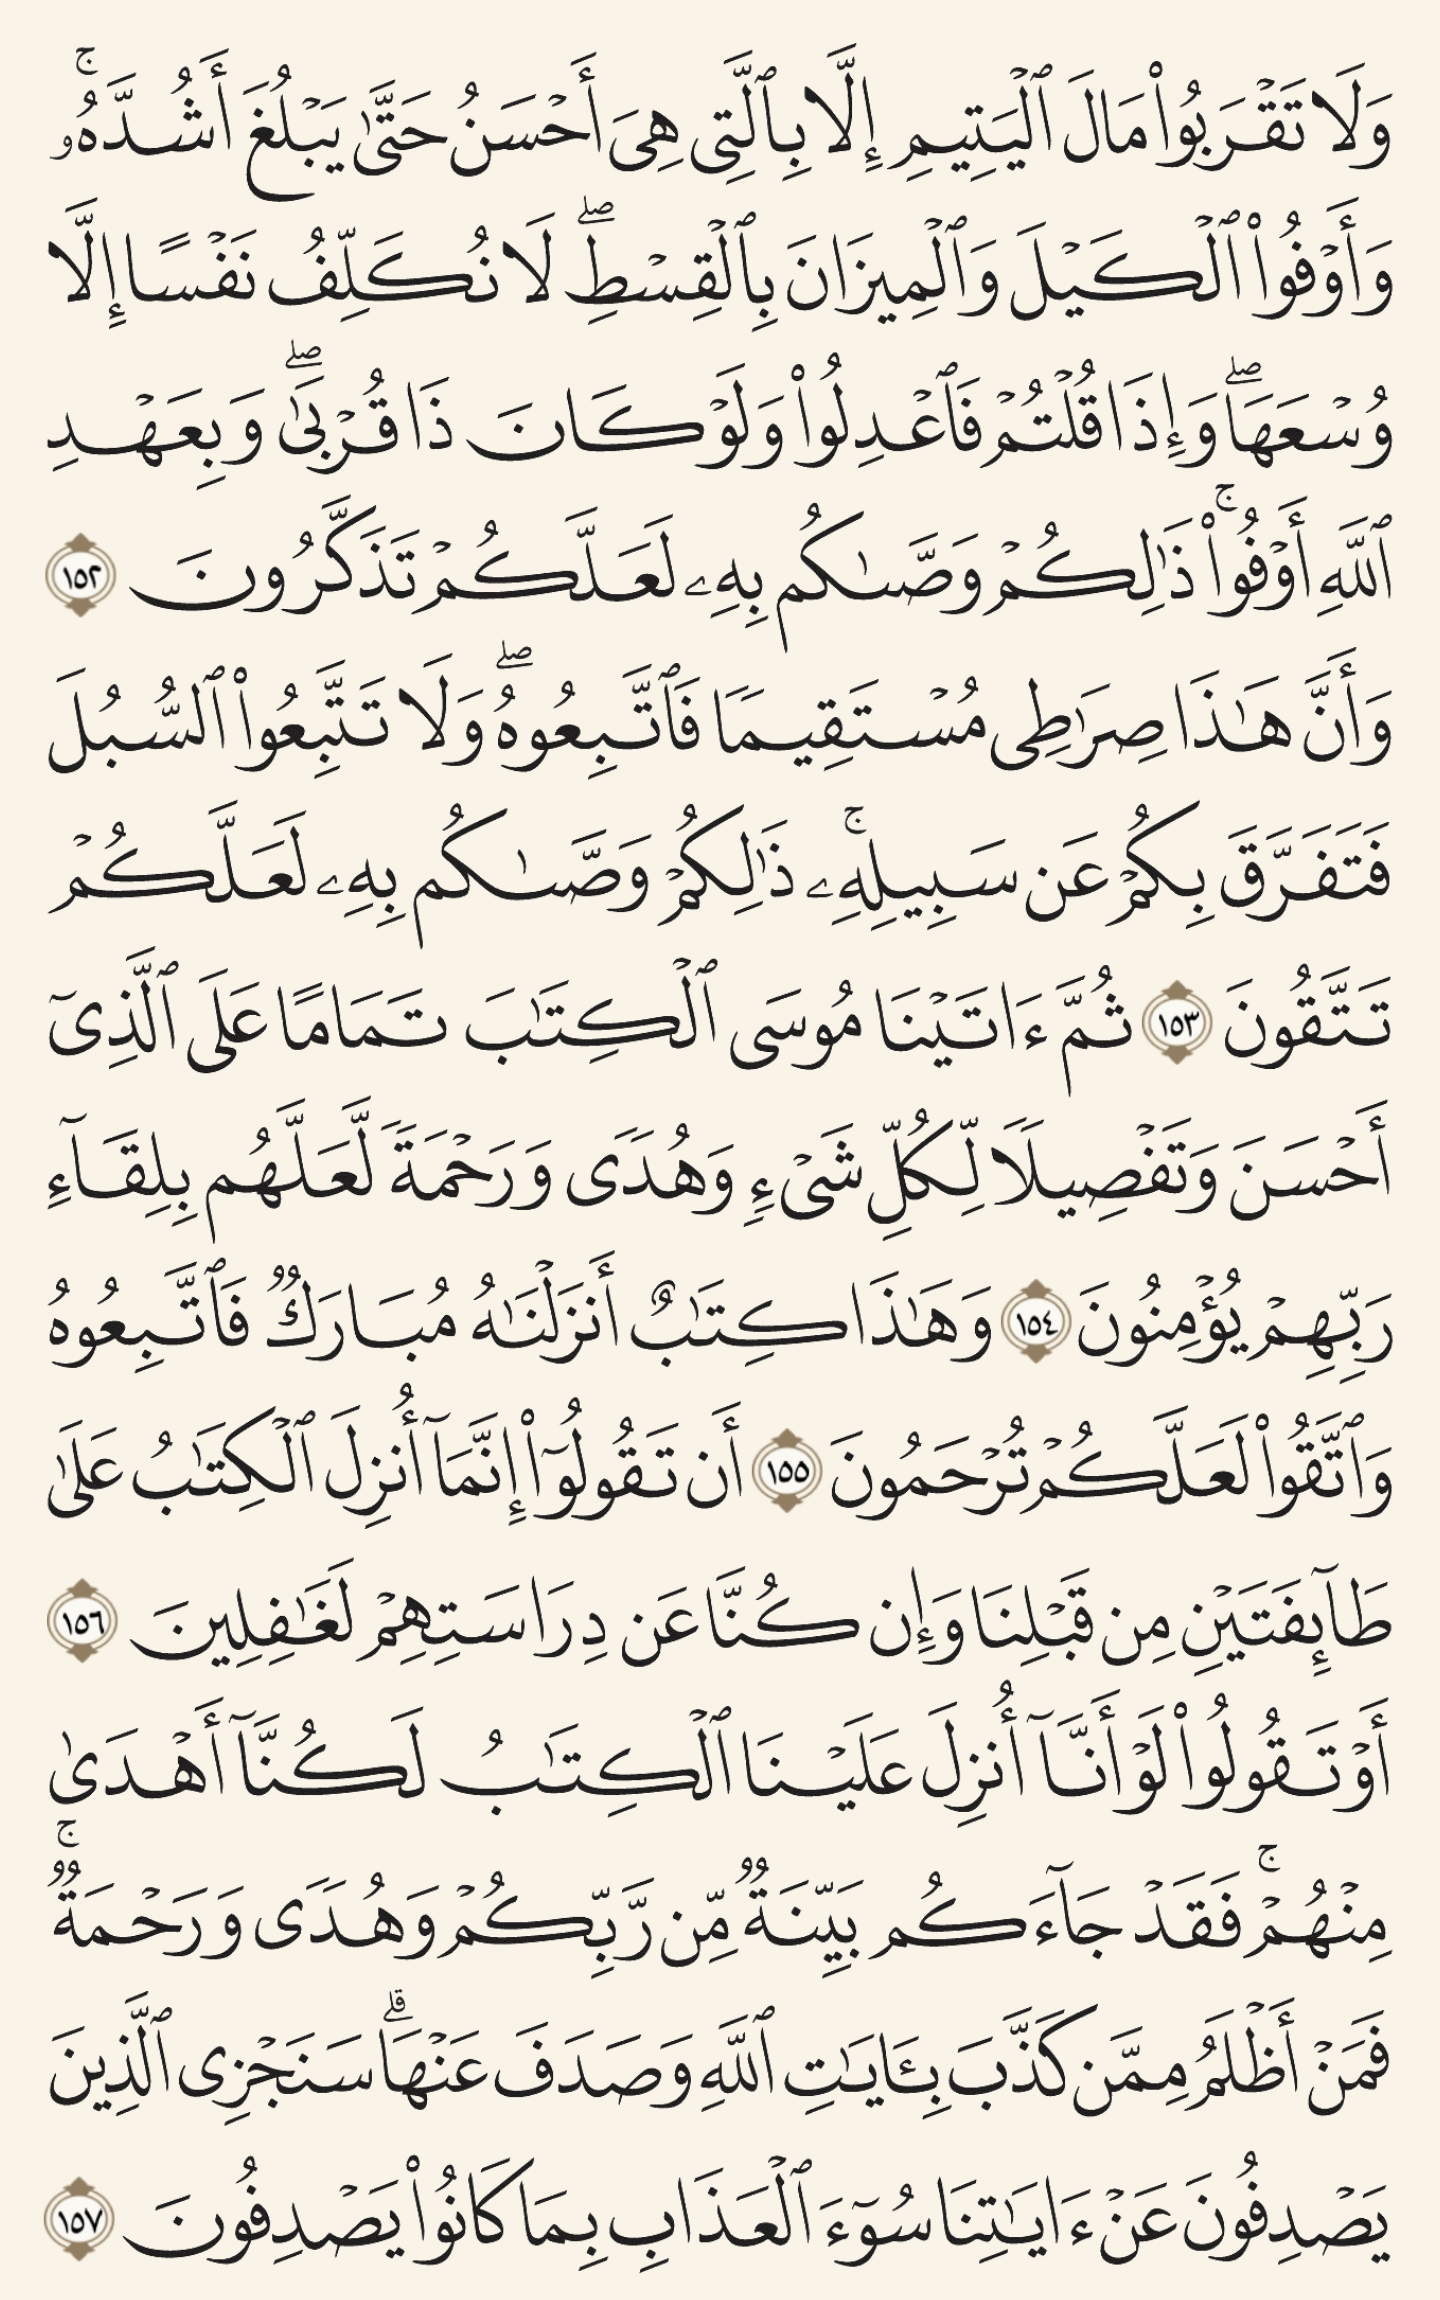 وَلَا تَقْرَبُوا۟ مَالَ ٱلْيَتِيمِ إِلَّا بِٱلَّتِى هِىَ أَحْسَنُ حَتَّىٰ يَبْلُغَ أَشُدَّهُۥ ۚ
وَأَوْفُوا۟ ٱلْكَيْلَ وَٱلْمِيزَانَ بِٱلْقِسْطِ ۖ لَا نُكَلِّفُ نَفْسًا إِلَّا
وُسْعَهَا ۖ وَإِذَا قُلْتُمْ فَٱعْدِلُوا۟ وَلَوْ كَانَ ذَا قُرْبَىٰ ۖ وَبِعَهْدِ
ٱللَّهِ أَوْفُوا۟ ۚ ذَٰلِكُمْ وَصَّىٰكُم بِهِۦ لَعَلَّكُمْ تَذَكَّرُونَ ١٥٢
وَأَنَّ هَـٰذَا صِرَٰطِى مُسْتَقِيمًا فَٱتَّبِعُوهُ ۖ وَلَا تَتَّبِعُوا۟ ٱلسُّبُلَ
فَتَفَرَّقَ بِكُمْ عَن سَبِيلِهِۦ ۚ ذَٰلِكُمْ وَصَّىٰكُم بِهِۦ لَعَلَّكُمْ
تَتَّقُونَ ١٥٣ ثُمَّ ءَاتَيْنَا مُوسَى ٱلْكِتَـٰبَ تَمَامًا عَلَى ٱلَّذِىٓ
أَحْسَنَ وَتَفْصِيلًا لِّكُلِّ شَىْءٍ وَهُدًى وَرَحْمَةً لَّعَلَّهُم بِلِقَآءِ
رَبِّهِمْ يُؤْمِنُونَ ١٥٤ وَهَـٰذَا كِتَـٰبٌ أَنزَلْنَـٰهُ مُبَارَكٌ فَٱتَّبِعُوهُ
وَٱتَّقُوا۟ لَعَلَّكُمْ تُرْحَمُونَ ١٥٥ أَن تَقُولُوٓا۟ إِنَّمَآ أُنزِلَ ٱلْكِتَـٰبُ عَلَىٰ
طَآئِفَتَيْنِ مِن قَبْلِنَا وَإِن كُنَّا عَن دِرَاسَتِهِمْ لَغَـٰفِلِينَ ١٥٦
أَوْ تَقُولُوا۟ لَوْ أَنَّآ أُنزِلَ عَلَيْنَا ٱلْكِتَـٰبُ لَكُنَّآ أَهْدَىٰ
مِنْهُمْ ۚ فَقَدْ جَآءَكُم بَيِّنَةٌ مِّن رَّبِّكُمْ وَهُدًى وَرَحْمَةٌ ۚ
فَمَنْ أَظْلَمُ مِمَّن كَذَّبَ بِـَٔايَـٰتِ ٱللَّهِ وَصَدَفَ عَنْهَا ۗ سَنَجْزِى ٱلَّذِينَ
يَصْدِفُونَ عَنْ ءَايَـٰتِنَا سُوٓءَ ٱلْعَذَابِ بِمَا كَانُوا۟ يَصْدِفُونَ ١٥٧